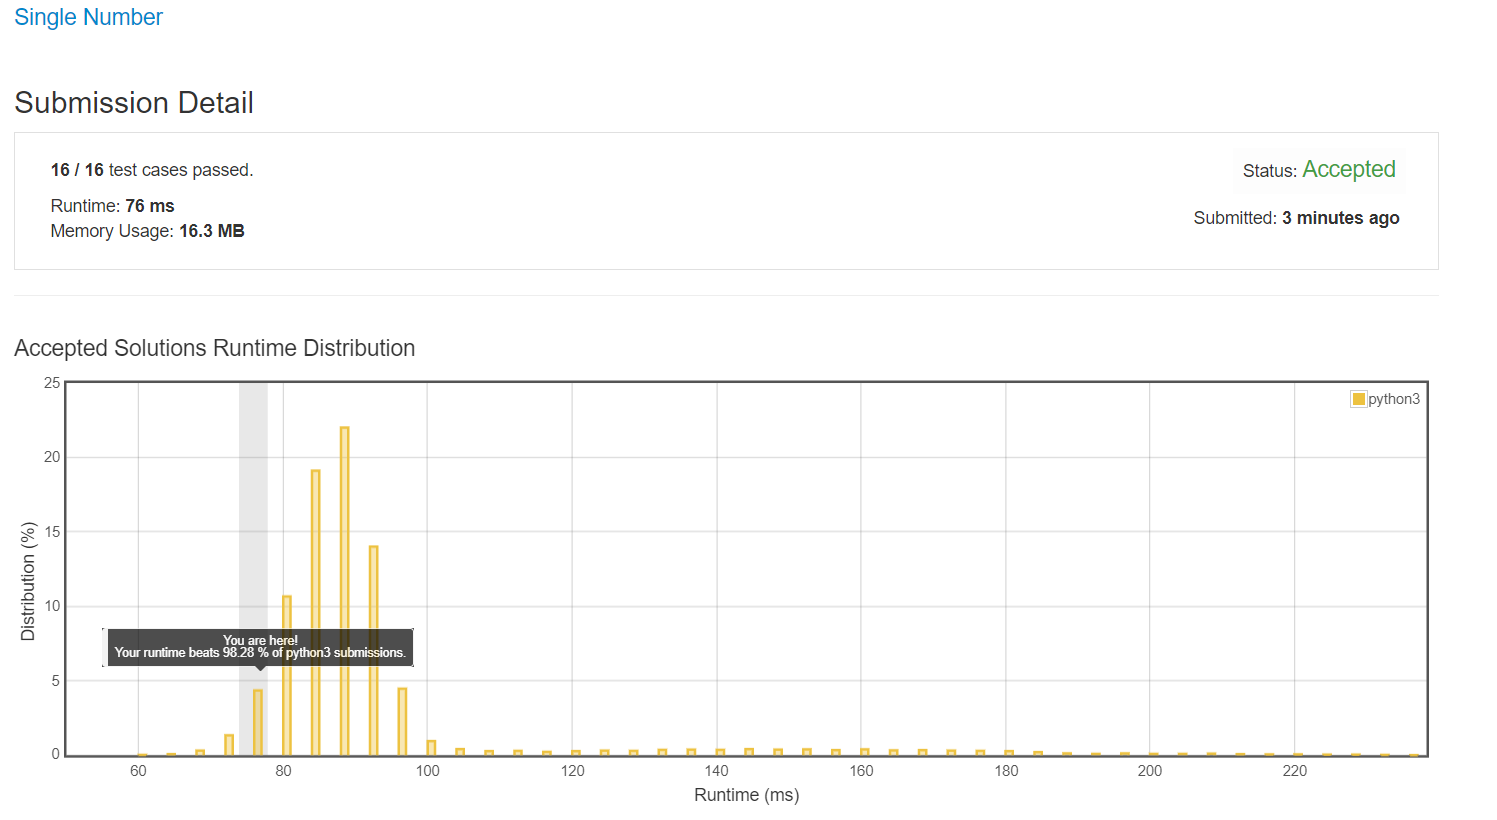 Single Number
Submission Detail
16 / 16 test cases passed.
Status: Accepted
Runtime: 76 ms
Submitted: 3 minutes ago
Memory Usage: 16.3 MB
Accepted Solutions Runtime Distribution
25
20
15
10
5
0
Distribution (%)
python3
You are here!
Your runtime beats 98.28 % of python3 submissions.
60 80 100 120 140 160 180 200 220
Runtime (ms)